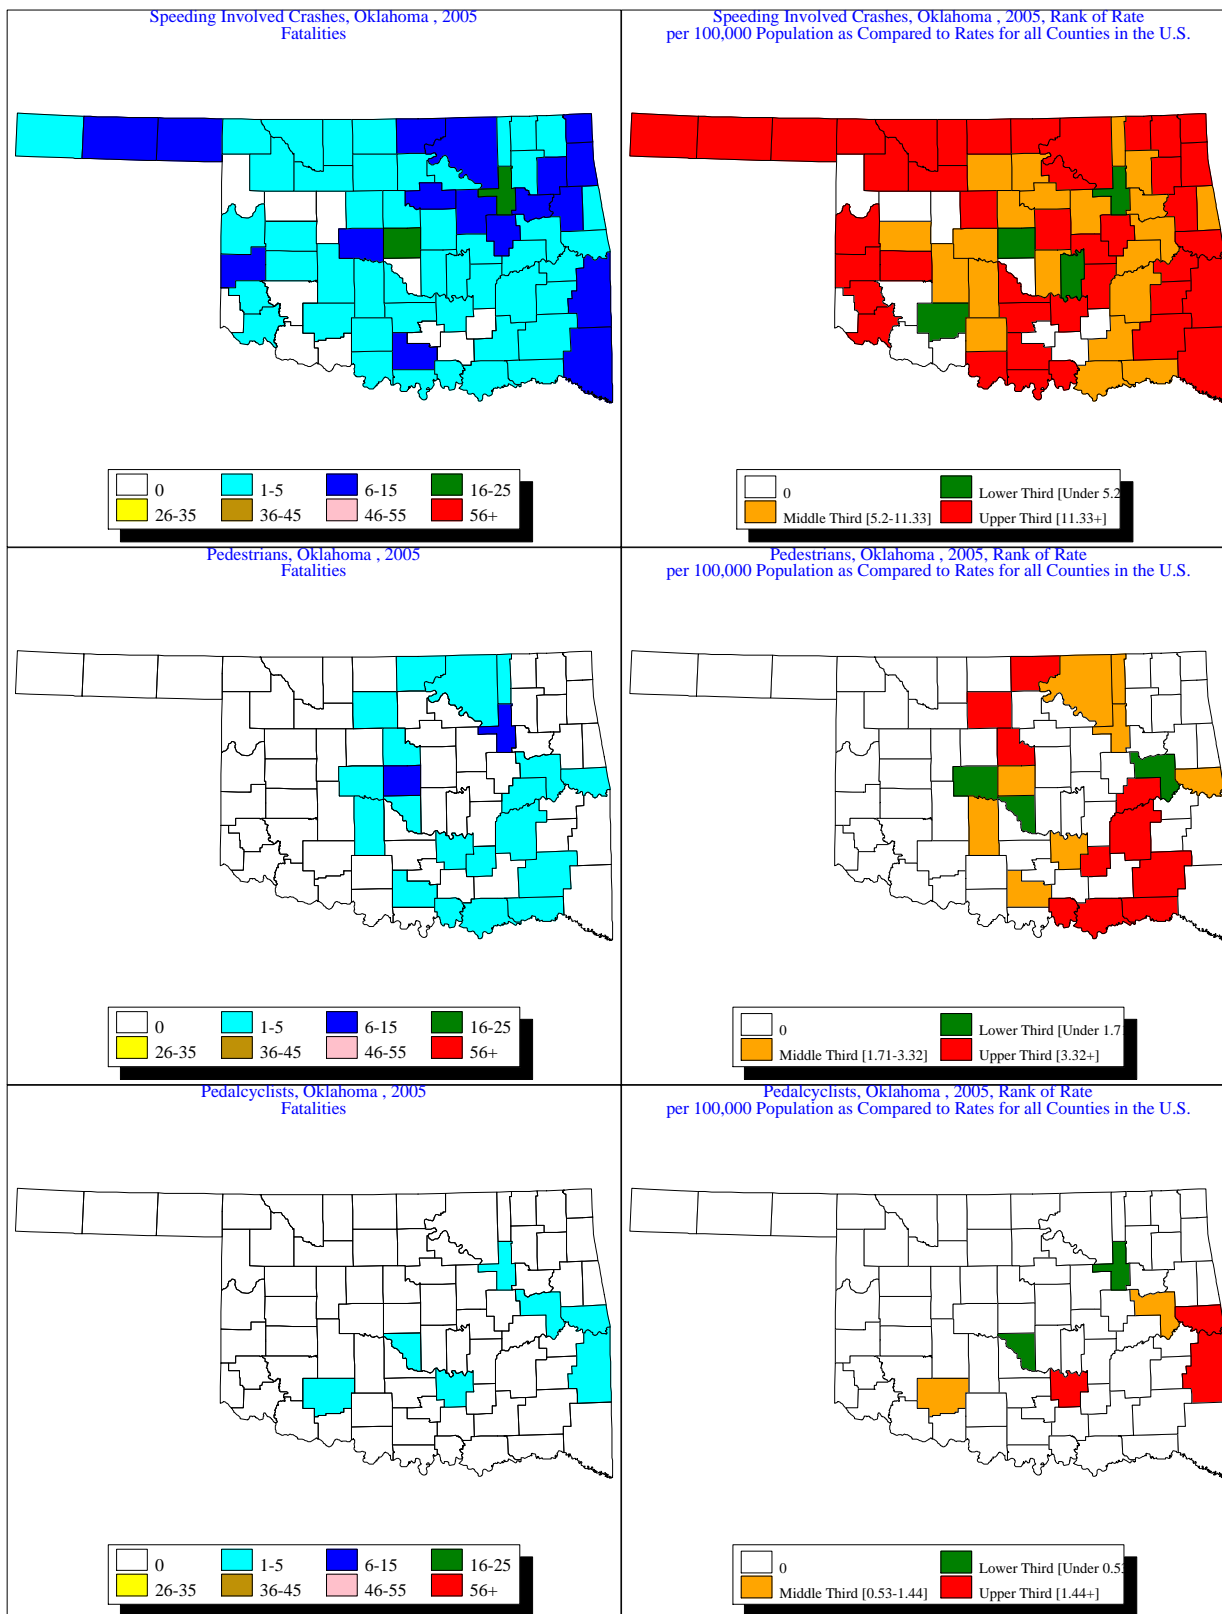 Speeding Involved Crashes, Oklahoma , 2005
Fatalities
Speeding Involved Crashes, Oklahoma , 2005, Rank of Rate
per 100,000 Population as Compared to Rates for all Counties in the U.S.
0 1-5 6-15 16-25
26-35 36-45 46-55 56+
0 Lower Third [Under 5.2
Middle Third [5.2-11.33] Upper Third [11.33+]
Pedestrians, Oklahoma , 2005
Fatalities
Pedestrians, Oklahoma , 2005, Rank of Rate
per 100,000 Population as Compared to Rates for all Counties in the U.S.
0 1-5 6-15 16-25
26-35 36-45 46-55 56+
0 Lower Third [Under 1.71
Middle Third [1.71-3.32] Upper Third [3.32+]
Pedalcyclists, Oklahoma , 2005
Fatalities
Pedalcyclists, Oklahoma , 2005, Rank of Rate
per 100,000 Population as Compared to Rates for all Counties in the U.S.
0 1-5 6-15 16-25
26-35 36-45 46-55 56+
0 Lower Third [Under 0.53
Middle Third [0.53-1.44] Upper Third [1.44+]